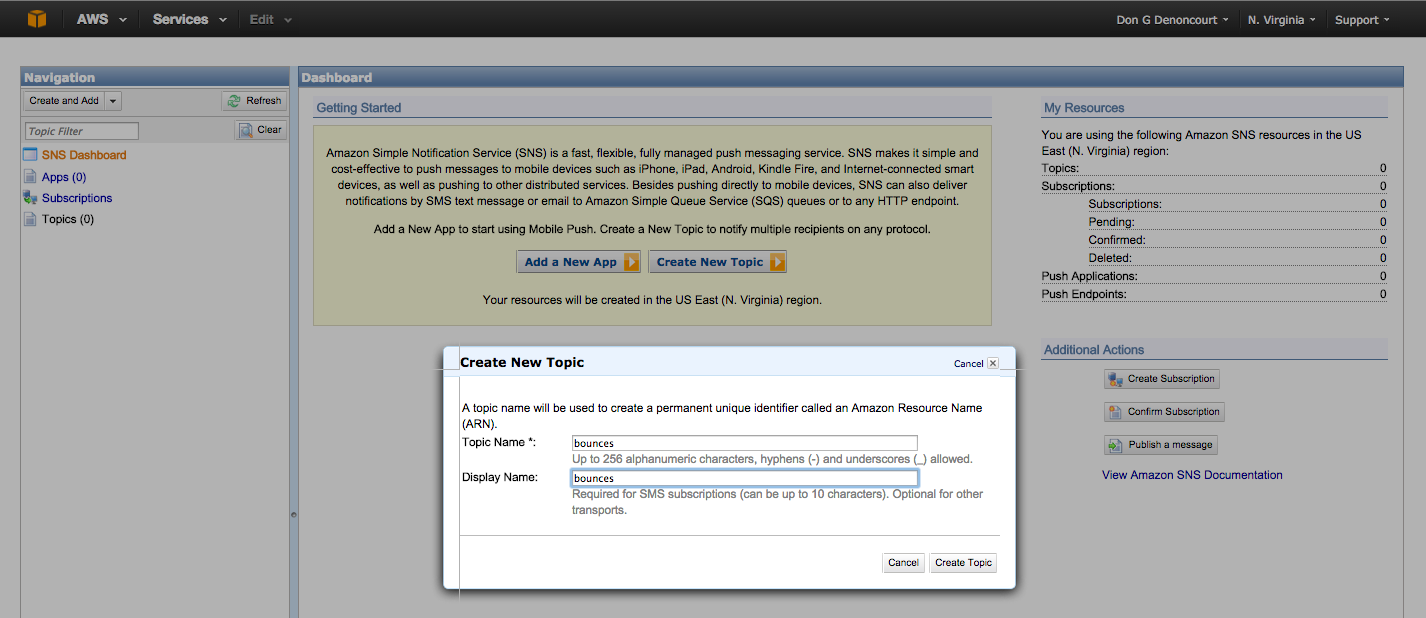 AWS Services Edit Don G Denoncourt N. Virginia Support
Navigation
Create and Add Refresh
Topic Filter Clear
SNS Dashboard
Apps (0)
Subscriptions
Topics (0)
Dashboard
Getting Started
Amazon Simple Notification Service (SNS) is a fast, flexible, fully managed push messaging service. SNS makes it simple and
cost-effective to push messages to mobile devices such as iPhone, iPad, Android, Kindle Fire, and Internet-connected smart
devices, as well as pushing to other distributed services. Besides pushing directly to mobile devices, SNS can also deliver
notifications by SMS text message or email to Amazon Simple Queue Service (SQS) queues or to any HTTP endpoint.
Add a New App to start using Mobile Push. Create a New Topic to notify multiple recipients on any protocol.
Add a New App Create New Topic
Your resources will be created in the US East (N. Virginia) region.
My Resources
You are using the following Amazon SNS resources in the US
East (N. Virginia) region:
Topics: 0
Subscriptions: 0
Subscriptions: 0
Pending: 0
Confirmed: 0
Deleted: 0
Push Applications: 0
Push Endpoints: 0
Additional Actions
Create Subscription
Confirm Subscription
Publish a message
View Amazon SNS Documentation
Create New Topic Cancel
A topic name will be used to create a permanent unique identifier called an Amazon Resource Name
(ARN).
Topic Name *: bounces
Up to 256 alphanumeric characters, hyphens (-) and underscores (_) allowed.
Display Name: bounces
Required for SMS subscriptions (can be up to 10 characters). Optional for other
transports.
Cancel Create Topic